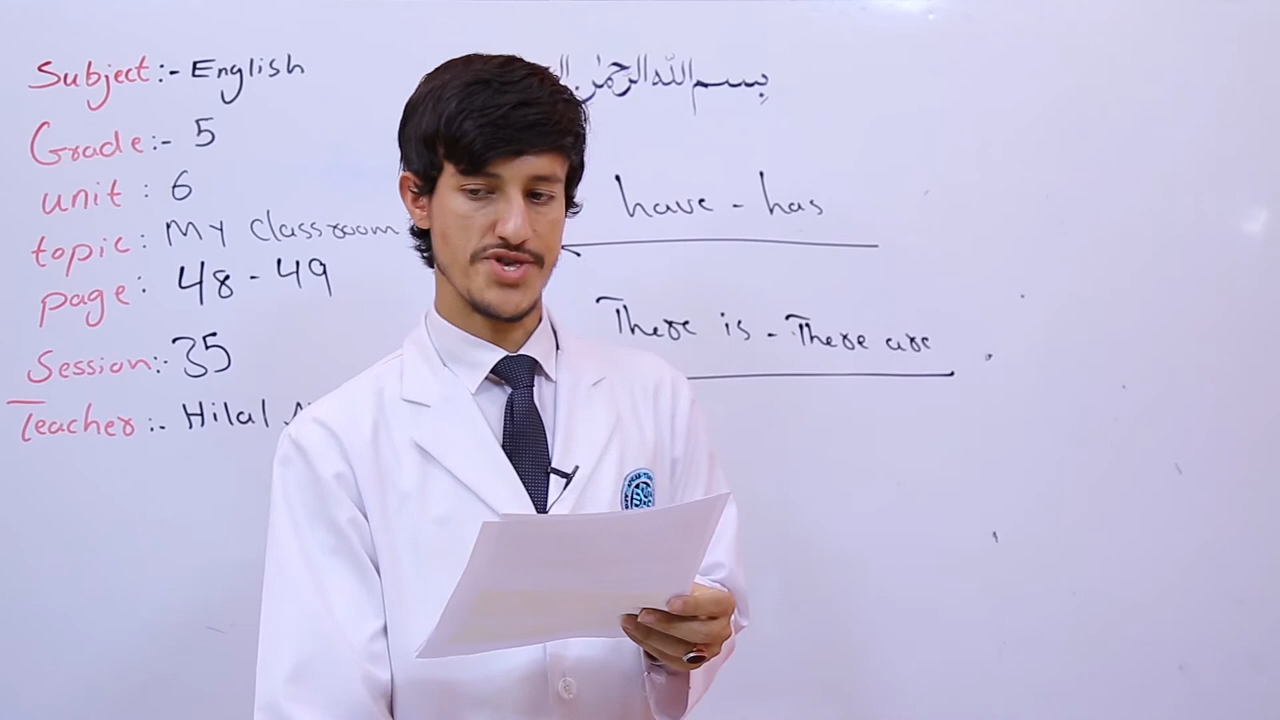 Subject:- English
Grade:- 5
unit : 6
topic: My classroom
page: 48-49
Session:- 35
Teacher:- Hilal
بسم الله الرحمن
have - has
There is - There are